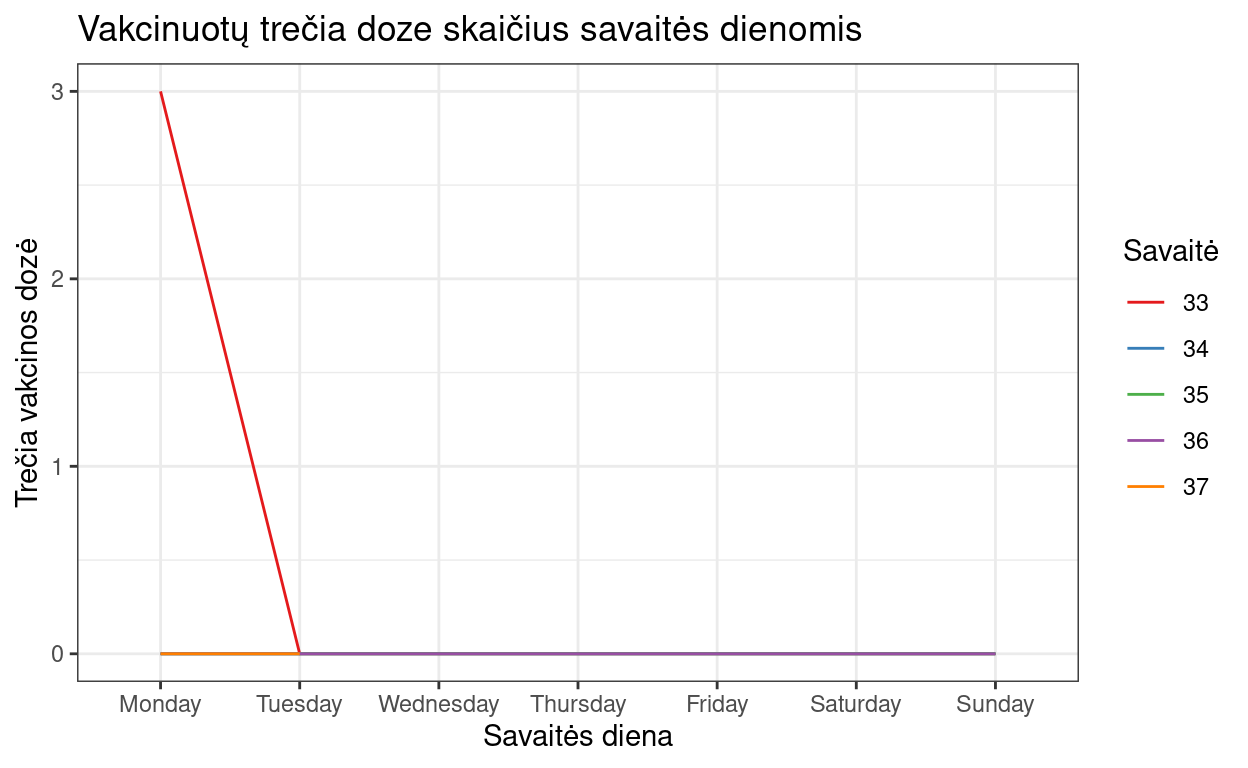 Vakcinuotų trečia doze skaičius savaitės dienomis
Trečia vakcinos dozė
3
2
1
0
Monday Tuesday Wednesday Thursday Friday Saturday Sunday
Savaitės diena
Savaitė
33
34
35
36
37